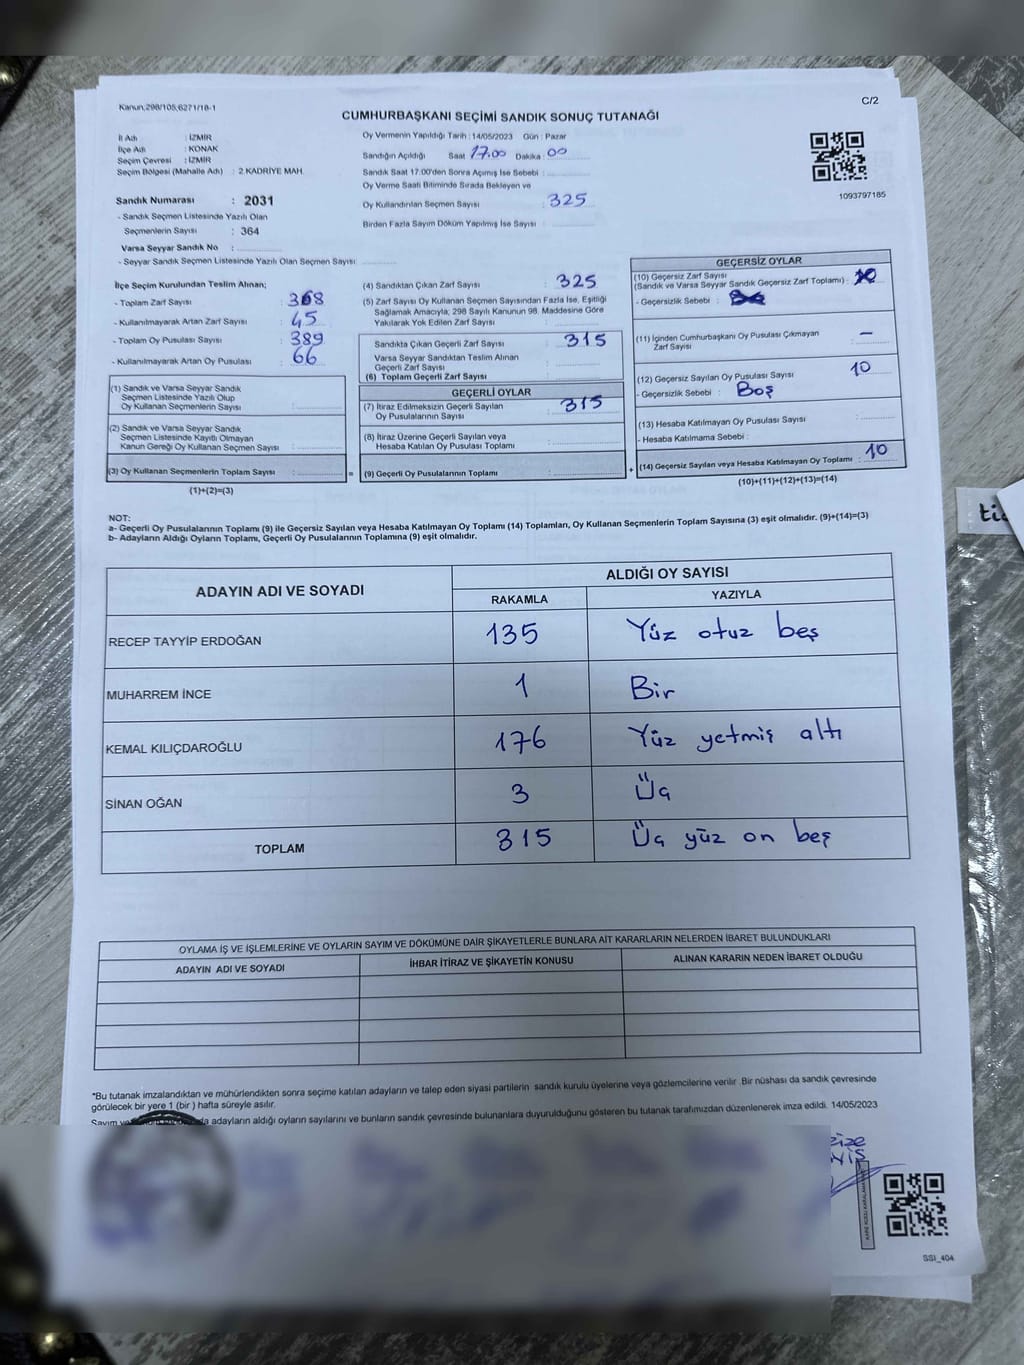 Kanun:298/105,6271/18-1
C/2
CUMHURBAŞKANI SEÇİMİ SANDIK SONUÇ TUTANAĞI
İl Adı : İZMİR
İlçe Adı : KONAK
Seçim Çevresi : İZMİR
Seçim Bölgesi (Mahalle Adı) : 2.KADRİYE MAH.
Sandık Numarası : 2031
- Sandık Seçmen Listesinde Yazılı Olan
Seçmenlerin Sayısı : 364
Varsa Seyyar Sandık No :
- Seyyar Sandık Seçmen Listesinde Yazılı Olan Seçmen Sayısı:
Oy Vermenin Yapıldığı Tarih : 14/05/2023 Gün : Pazar
Sandığın Açıldığı Saat 17.00 Dakika : 00
Sandık Saat 17.00'den Sonra Açımış İse Sebebi :
Oy Verme Saati Bitiminde Sırada Bekleyen ve
Oy Kullandırılan Seçmen Sayısı : 325
Birden Fazla Sayım Döküm Yapılmış İse Sayısı :
1093797185
İlçe Seçim Kurulundan Teslim Alınan;
- Toplam Zarf Sayısı : 368
- Kullanılmayarak Artan Zarf Sayısı : 45
- Toplam Oy Pusulası Sayısı : 389
- Kullanılmayarak Artan Oy Pusulası : 66
(1) Sandık ve Varsa Seyyar Sandık
Seçmen Listesinde Yazılı Olup
Oy Kullanan Seçmenlerin Sayısı :
(2) Sandık ve Varsa Seyyar Sandık
Seçmen Listesinde Kayıtlı Olmayan
Kanun Gereği Oy Kullanan Seçmen Sayısı :
(3) Oy Kullanan Seçmenlerin Toplam Sayısı :
(1)+(2)=(3)
(4) Sandıktan Çıkan Zarf Sayısı : 325
(5) Zarf Sayısı Oy Kullanan Seçmen Sayısından Fazla İse, Eşitliği
Sağlamak Amacıyla; 298 Sayılı Kanunun 98. Maddesine Göre
Yakılarak Yok Edilen Zarf Sayısı :
Sandıkta Çıkan Geçerli Zarf Sayısı : 315
Varsa Seyyar Sandıktan Teslim Alınan
Geçerli Zarf Sayısı :
(6) Toplam Geçerli Zarf Sayısı :
GEÇERLİ OYLAR
(7) İtiraz Edilmeksizin Geçerli Sayılan : 315
Oy Pusulalarının Sayısı
(8) İtiraz Üzerine Geçerli Sayılan veya
Hesaba Katılan Oy Pusulası Toplamı :
= (9) Geçerli Oy Pusulalarının Toplamı :
GEÇERSİZ OYLAR
(10) Geçersiz Zarf Sayısı
(Sandık ve Varsa Seyyar Sandık Geçersiz Zarf Toplamı) :
- Geçersizlik Sebebi :
(11) İçinden Cumhurbaşkanı Oy Pusulası Çıkmayan : –
Zarf Sayısı
(12) Geçersiz Sayılan Oy Pusulası Sayısı : 10
- Geçersizlik Sebebi : Boş
(13) Hesaba Katılmayan Oy Pusulası Sayısı :
- Hesaba Katılmama Sebebi :
+ (14) Geçersiz Sayılan veya Hesaba Katılmayan Oy Toplamı : 10
(10)+(11)+(12)+(13)=(14)
NOT:
a- Geçerli Oy Pusulalarının Toplamı (9) ile Geçersiz Sayılan veya Hesaba Katılmayan Oy Toplamı (14) Toplamları, Oy Kullanan Seçmenlerin Toplam Sayısına (3) eşit olmalıdır. (9)+(14)=(3)
b- Adayların Aldığı Oyların Toplamı, Geçerli Oy Pusulalarının Toplamına (9) eşit olmalıdır.
ADAYIN ADI VE SOYADI
ALDIĞI OY SAYISI
RAKAMLA YAZIYLA
RECEP TAYYİP ERDOĞAN 135 Yüz otuz beş
MUHARREM İNCE 1 Bir
KEMAL KILIÇDAROĞLU 176 Yüz yetmiş altı
SİNAN OĞAN 3 Üç
TOPLAM 315 Üç yüz on beş
OYLAMA İŞ VE İŞLEMLERİNE VE OYLARIN SAYIM VE DÖKÜMÜNE DAİR ŞİKAYETLERLE BUNLARA AİT KARARLARIN NELERDEN İBARET BULUNDUKLARI
ADAYIN ADI VE SOYADI İHBAR İTİRAZ VE ŞİKAYETİN KONUSU ALINAN KARARIN NEDEN İBARET OLDUĞU
*Bu tutanak imzalandıktan ve mühürlendikten sonra seçime katılan adayların ve talep eden siyasi partilerin sandık kurulu üyelerine veya gözlemcilerine verilir .Bir nüshası da sandık çevresinde
görülecek bir yere 1 (bir ) hafta süreyle asılır.
adayların aldığı oyların sayılarını ve bunların sandık çevresinde bulunanlara duyurulduğunu gösteren bu tutanak tarafımızdan düzenlenerek imza edildi. 14/05/2023
SSI_404